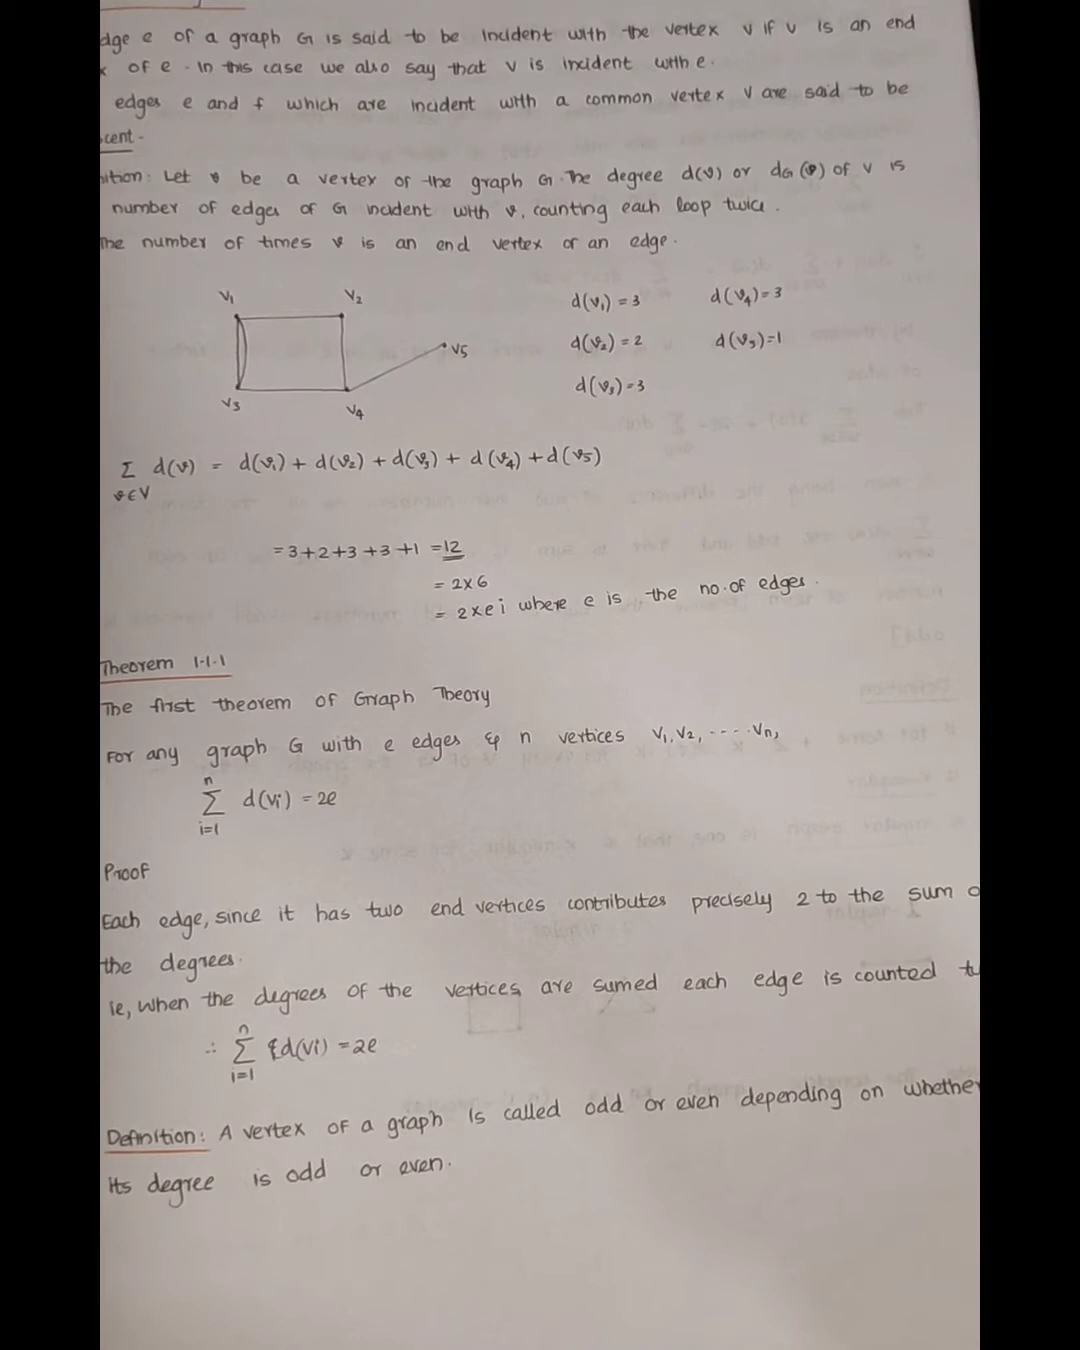 dge e of a graph G is said to be incident with the vertex v if v is an end
x of e. In this case we also say that v is incident with e.
edges e and f which are incident with a common vertex v are said to be
cent.
ition: Let v be a vertex of the graph G. The degree d(v) or dG(v) of v is
number of edges of G incident with v, counting each loop twice.
The number of times v is an end vertex of an edge.
V1 V2
V5
V3 V4
d(v1) = 3 d(v4) = 3
d(v2) = 2 d(v5) = 1
d(v3) = 3
Σ d(v) = d(v1) + d(v2) + d(v3) + d(v4) + d(v5)
v∈V
= 3+2+3+3+1 = 12
= 2×6
= 2×e ; where e is the no. of edges.
Theorem 1.1.1
The first theorem of Graph Theory
For any graph G with e edges & n vertices V1, V2, ---- Vn,
n
Σ d(vi) = 2e
i=1
Proof
Each edge, since it has two end vertices contributes precisely 2 to the sum o
the degrees.
ie, when the degrees of the vertices are sumed each edge is counted t
n
∴ Σ d(vi) = 2e
i=1
Definition: A vertex of a graph is called odd or even depending on whether
its degree is odd or even.